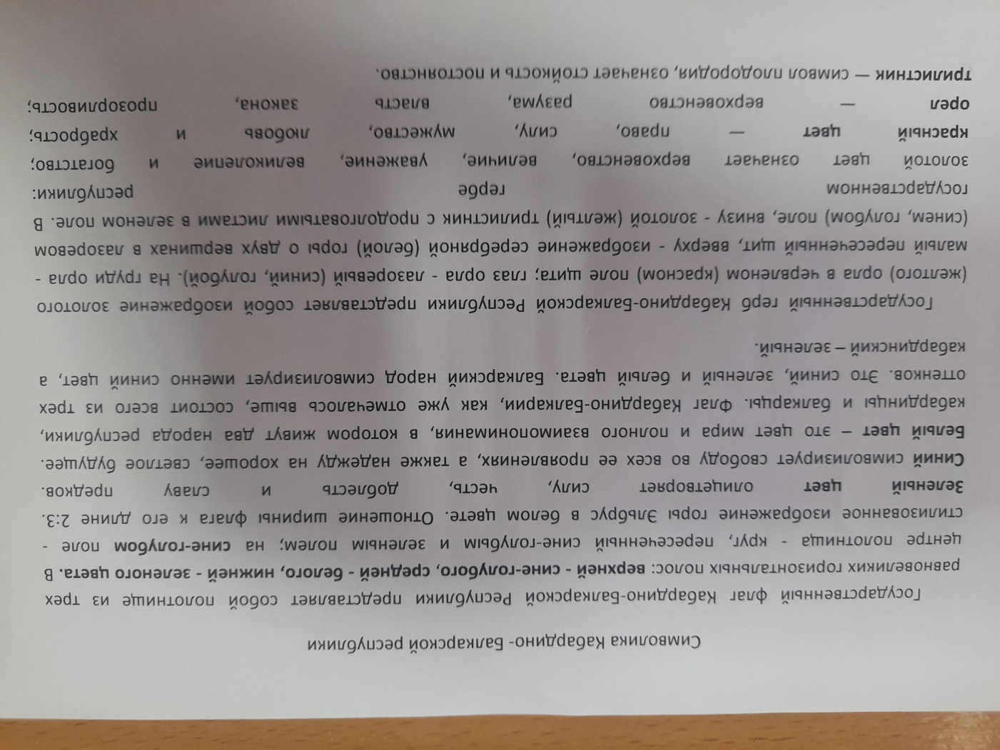 Символика Кабардино- Балкарской республики
Государственный флаг Кабардино-Балкарской Республики представляет собой полотнище из трех
равновеликих горизонтальных полос: верхней - сине-голубого, средней - белого, нижней - зеленого цвета. В
центре полотнища - круг, пересеченный сине-голубым и зеленым полем; на сине-голубом поле -
стилизованное изображение горы Эльбрус в белом цвете. Отношение ширины флага к его длине 2:3.
Зеленый цвет олицетворяет силу, честь, доблесть и славу предков.
Синий символизирует свободу во всех ее проявлениях, а также надежду на хорошее, светлое будущее.
Белый цвет – это цвет мира и полного взаимопонимания, в котором живут два народа республики,
кабардинцы и балкарцы. Флаг Кабардино-Балкарии, как уже отмечалось выше, состоит всего из трех
оттенков. Это синий, зеленый и белый цвета. Балкарский народ символизирует именно синий цвет, а
кабардинский – зеленый.
Государственный герб Кабардино-Балкарской Республики представляет собой изображение золотого
(желтого) орла в червленом (красном) поле щита; глаз орла - лазоревый (синий, голубой). На груди орла -
малый пересеченный щит, вверху - изображение серебряной (белой) горы о двух вершинах в лазоревом
(синем, голубом) поле, внизу - золотой (желтый) трилистник с продолговатыми листами в зеленом поле. В
государственном гербе республики:
золотой цвет означает верховенство, величие, уважение, великолепие и богатство;
красный цвет — право, силу, мужество, любовь и храбрость;
орел — верховенство разума, власть закона, прозорливость;
трилистник — символ плодородия, означает стойкость и постоянство.